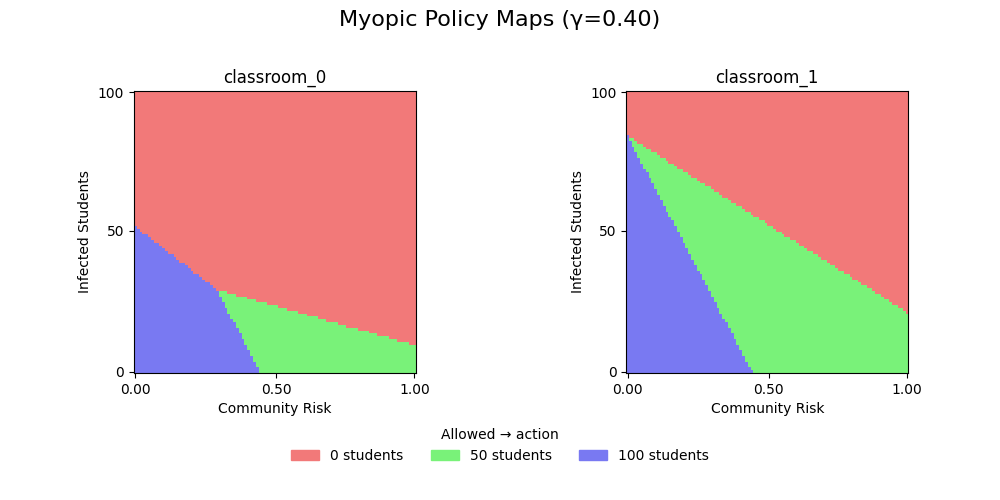 Myopic Policy Maps (γ=0.40)
classroom_0
100
50
0
Infected Students
0.00 0.50 1.00
Community Risk
classroom_1
100
50
0
Infected Students
0.00 0.50 1.00
Community Risk
Allowed → action
0 students 50 students 100 students